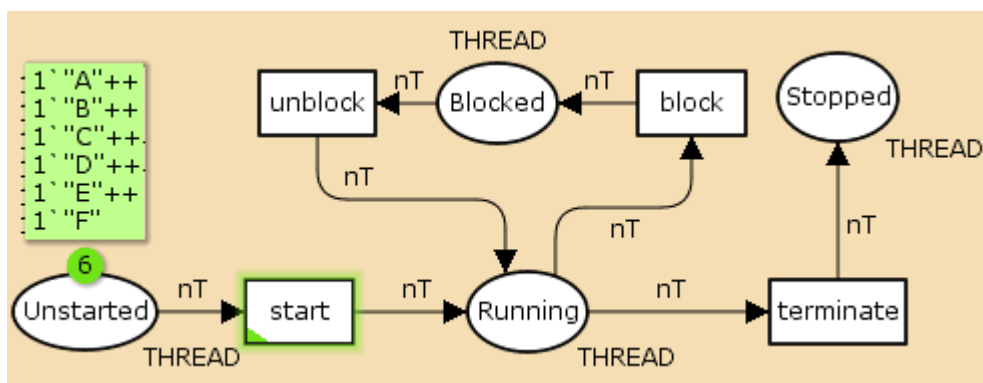 THREAD
1`"A"++
1`"B"++
1`"C"++
1`"D"++
1`"E"++
1`"F"
unblock
nT
Blocked
nT
block
Stopped
THREAD
nT
nT
nT
6
Unstarted
nT
start
nT
Running
nT
terminate
THREAD
THREAD